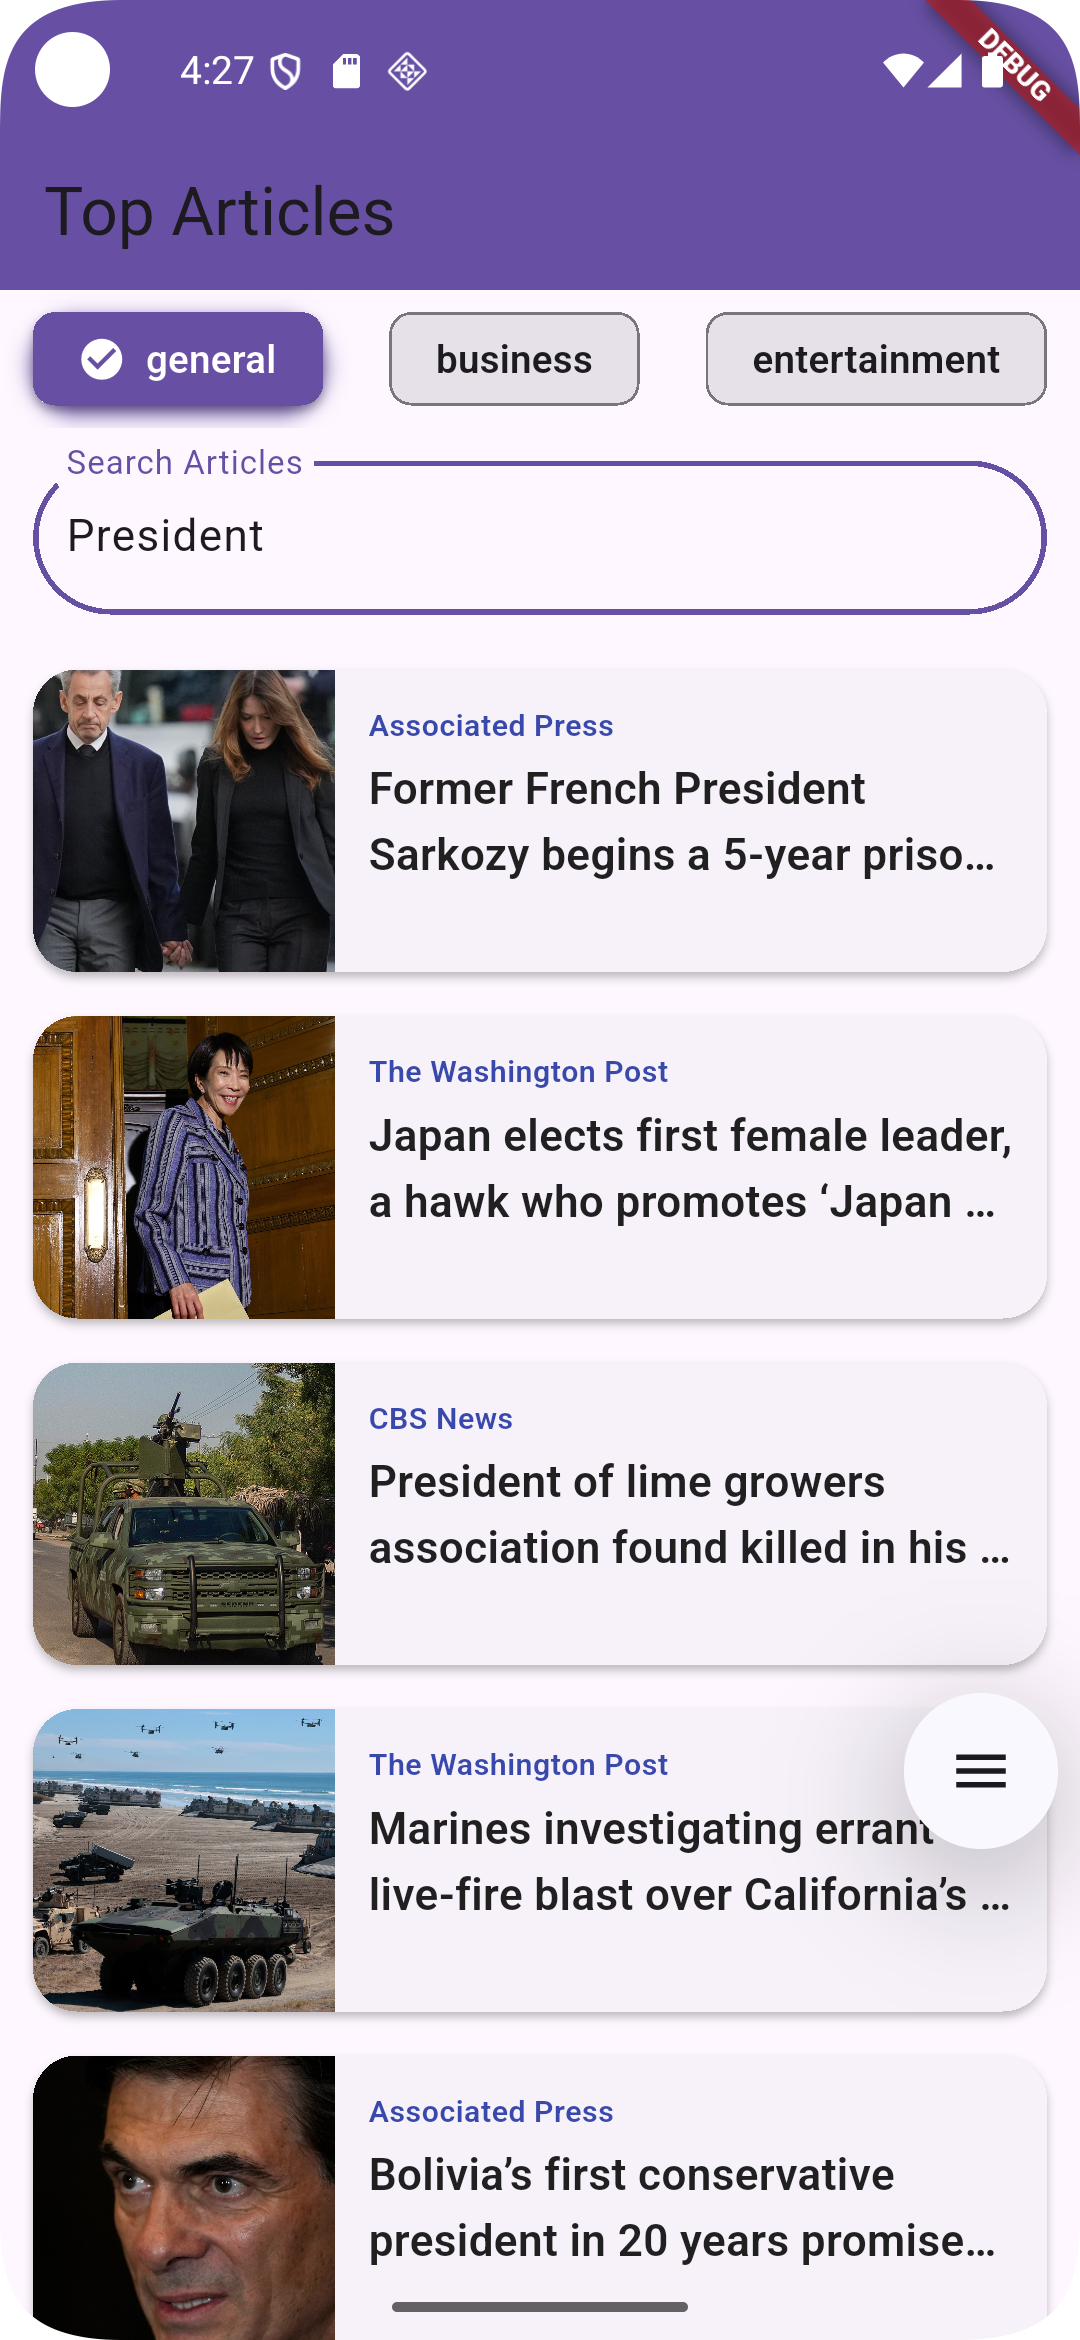 4:27
DEBUG
Top Articles
general
business
entertainment
Search Articles
President
Associated Press
Former French President
Sarkozy begins a 5-year priso…
The Washington Post
Japan elects first female leader,
a hawk who promotes ‘Japan …
CBS News
President of lime growers
association found killed in his …
The Washington Post
Marines investigating errant
live-fire blast over California’s …
Associated Press
Bolivia’s first conservative
president in 20 years promise…